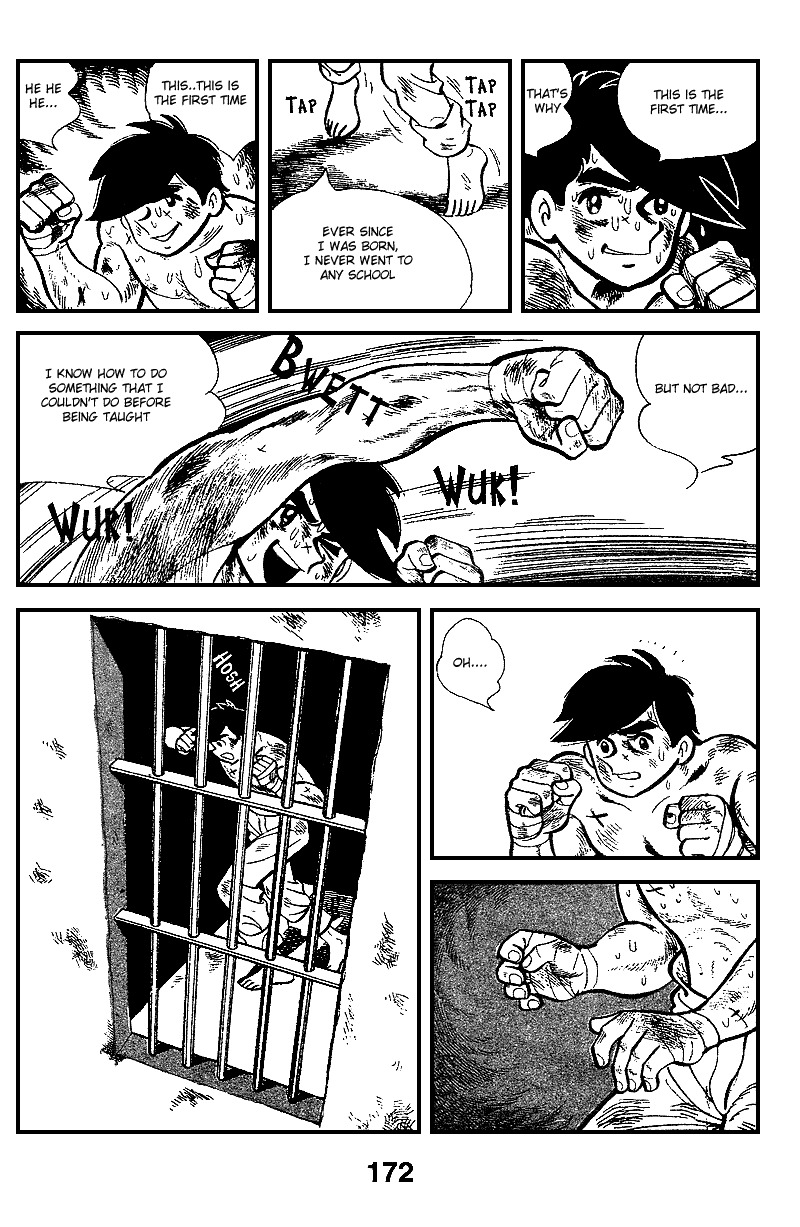 HE HE
HE...
THIS..THIS IS
THE FIRST TIME
TAP
TAP
TAP
EVER SINCE
I WAS BORN,
I NEVER WENT TO
ANY SCHOOL
THAT'S
WHY
THIS IS THE
FIRST TIME...
I KNOW HOW TO DO
SOMETHING THAT I
COULDN'T DO BEFORE
BEING TAUGHT
BWETT
WUK!
WUK!
BUT NOT BAD...
HOSH
OH....
172